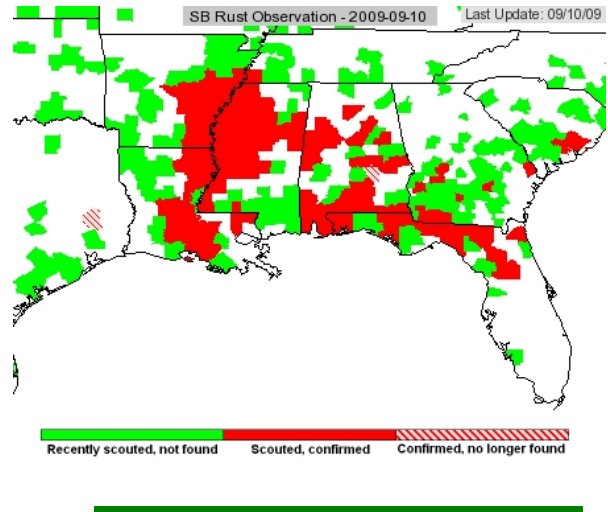 SB Rust Observation - 2009-09-10
Last Update: 09/10/09
Recently scouted, not found
Scouted, confirmed
Confirmed, no longer found